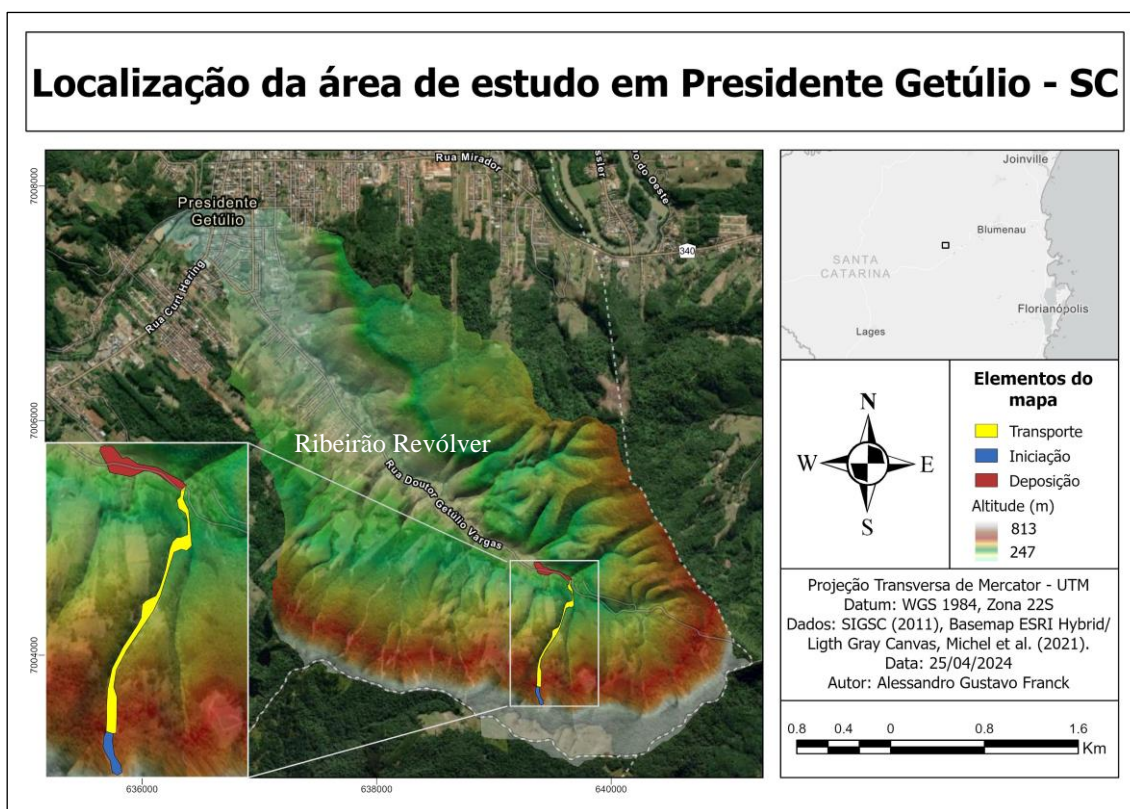 Localização da área de estudo em Presidente Getúlio - SC
7008000
7006000
7004000
636000
638000
640000
Rua Mirador
ssler
ro do Oeste
Presidente
Getúlio
340
Rua Curt Hering
Ribeirão Revólver
Rua Doutor Getúlio Vargas
Joinville
Blumenau
SANTA
CATARINA
Florianópolis
Lages
N
W
E
S
Elementos do
mapa
Transporte
Iniciação
Deposição
Altitude (m)
813
247
Projeção Transversa de Mercator - UTM
Datum: WGS 1984, Zona 22S
Dados: SIGSC (2011), Basemap ESRI Hybrid/
Ligth Gray Canvas, Michel et al. (2021).
Data: 25/04/2024
Autor: Alessandro Gustavo Franck
0.8 0.4 0 0.8 1.6
Km